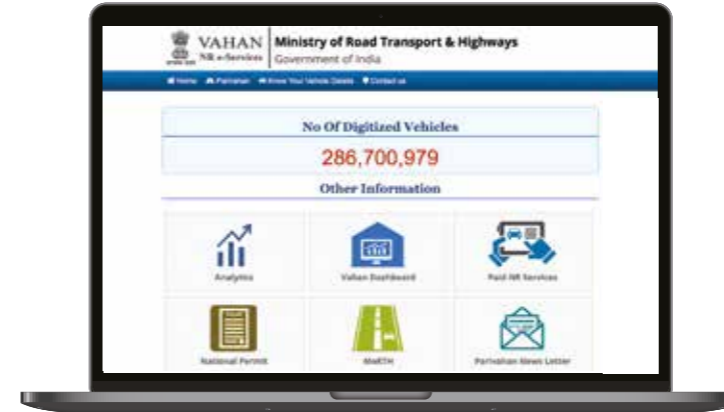 VAHAN
NR e-Services
Ministry of Road Transport & Highways
Government of India
Home Parivahan Know Your Vehicle Details Contact us
No Of Digitized Vehicles
286,700,979
Other Information
Analytics
Vahan Dashboard
Paid NR Services
National Permit
MoRTH
Parivahan News Letter